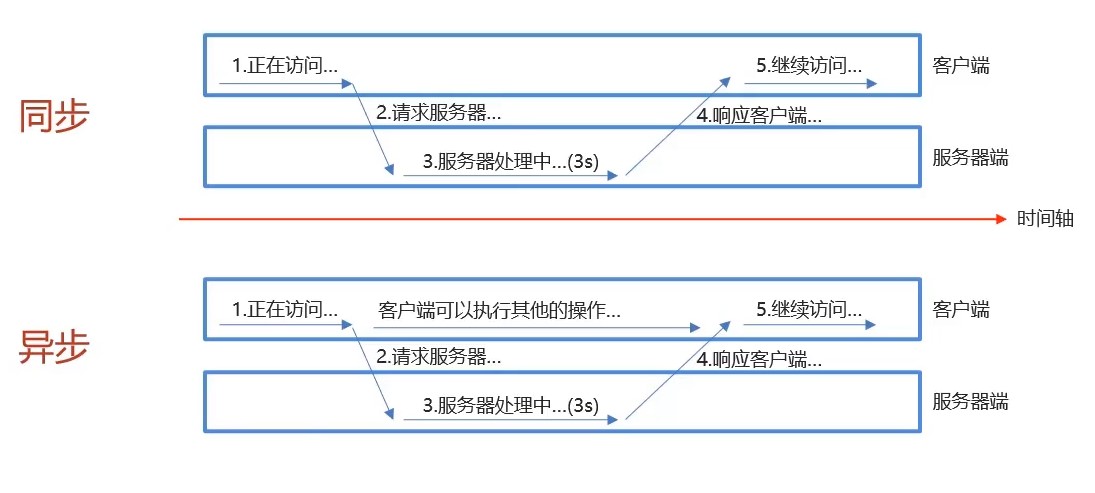 1.正在访问...
5.继续访问...
客户端
同步
2.请求服务器...
4.响应客户端...
3.服务器处理中...(3s)
服务器端
时间轴
1.正在访问...
客户端可以执行其他的操作...
5.继续访问...
客户端
异步
2.请求服务器...
4.响应客户端...
3.服务器处理中...(3s)
服务器端